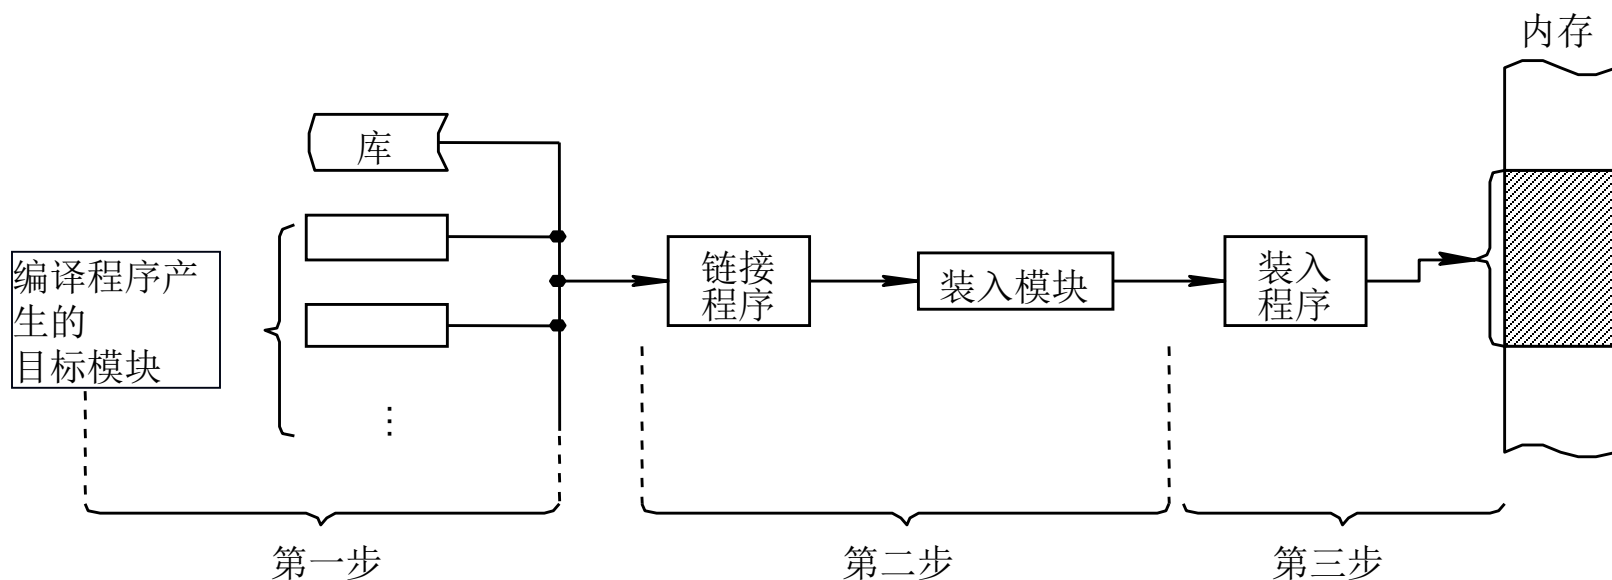 内存
库
编译程序产
生的
目标模块
链接
程序
装入模块
装入
程序
⋮
第一步
第二步
第三步